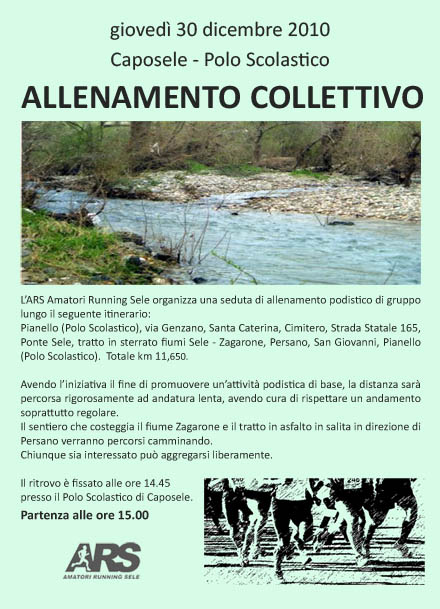 giovedì 30 dicembre 2010
Caposele - Polo Scolastico
ALLENAMENTO COLLETTIVO
L’ARS Amatori Running Sele organizza una seduta di allenamento podistico di gruppo
lungo il seguente itinerario:
Pianello (Polo Scolastico), via Genzano, Santa Caterina, Cimitero, Strada Statale 165,
Ponte Sele, tratto in sterrato fiumi Sele - Zagarone, Persano, San Giovanni, Pianello
(Polo Scolastico). Totale km 11,650.
Avendo l’iniziativa il fine di promuovere un’attività podistica di base, la distanza sarà
percorsa rigorosamente ad andatura lenta, avendo cura di rispettare un andamento
soprattutto regolare.
Il sentiero che costeggia il fiume Zagarone e il tratto in asfalto in salita in direzione di
Persano verranno percorsi camminando.
Chiunque sia interessato può aggregarsi liberamente.
Il ritrovo è fissato alle ore 14.45
presso il Polo Scolastico di Caposele.
Partenza alle ore 15.00
ARS
AMATORI RUNNING SELE